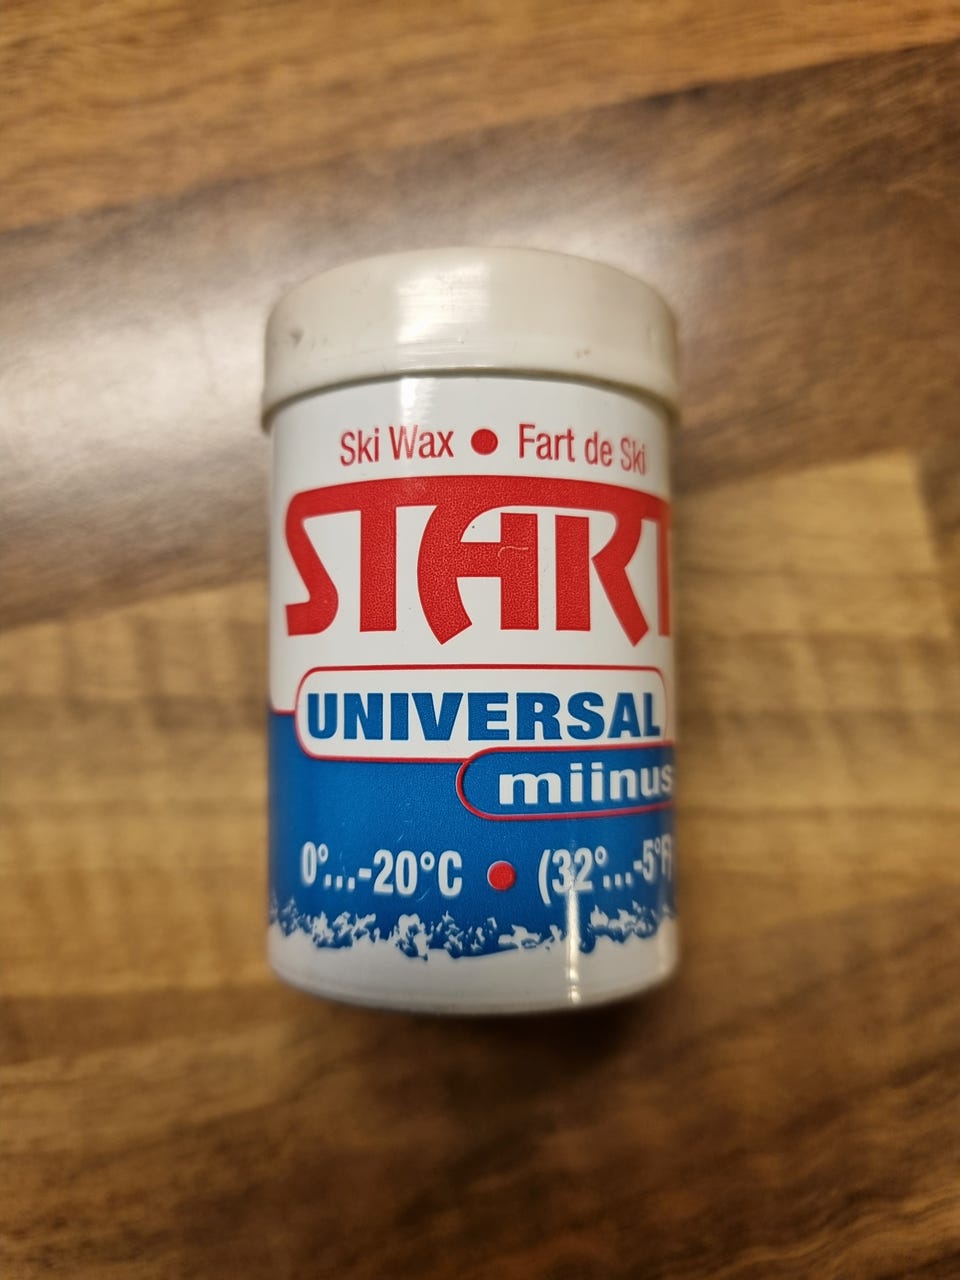 Ski Wax ● Fart de Ski
START
UNIVERSAL
miinus
0°...-20°C ● (32°...-5°F)